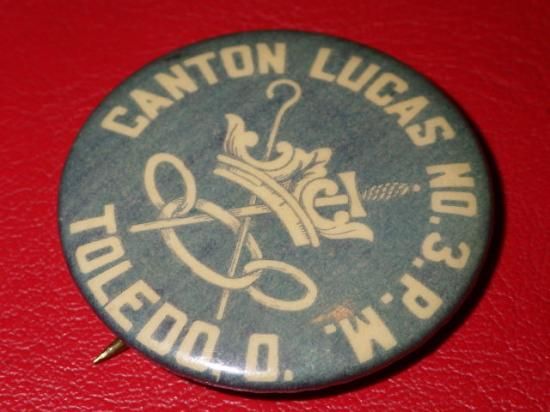 CANTON LUCAS NO. 3. P. M.
TOLEDO, O.